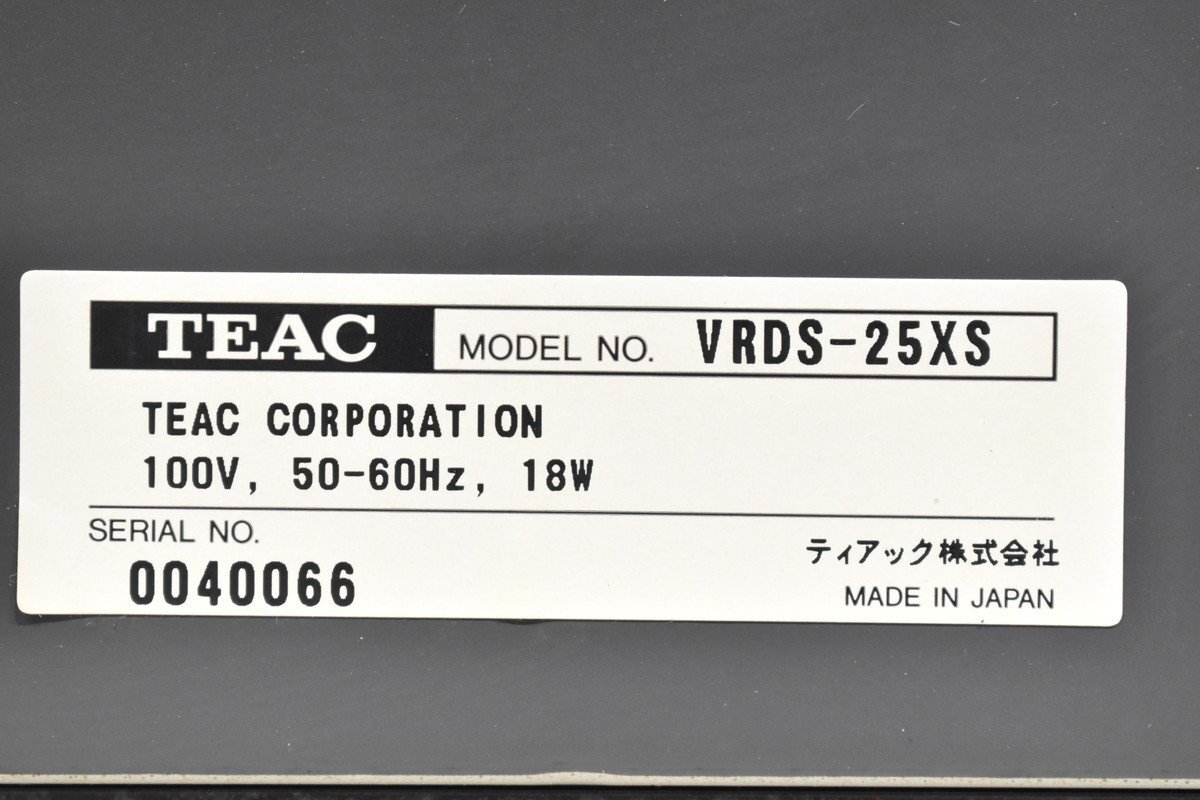 TEAC MODEL NO. VRDS-25XS
TEAC CORPORATION
100V, 50-60Hz, 18W
SERIAL NO.
0040066
ティアック株式会社
MADE IN JAPAN